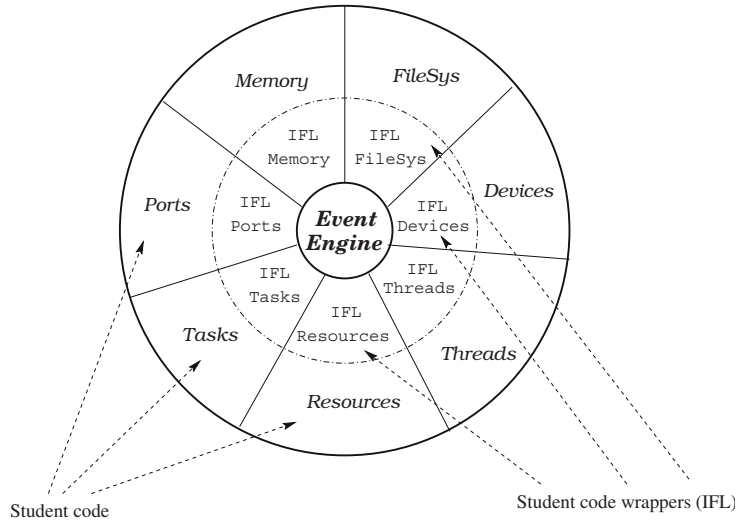 Memory
FileSys
IFL
Memory
IFL
FileSys
Ports
IFL
Ports
Event
Engine
IFL
Devices
Devices
IFL
Tasks
IFL
Threads
IFL
Resources
Tasks
Threads
Resources
Student code
Student code wrappers (IFL)